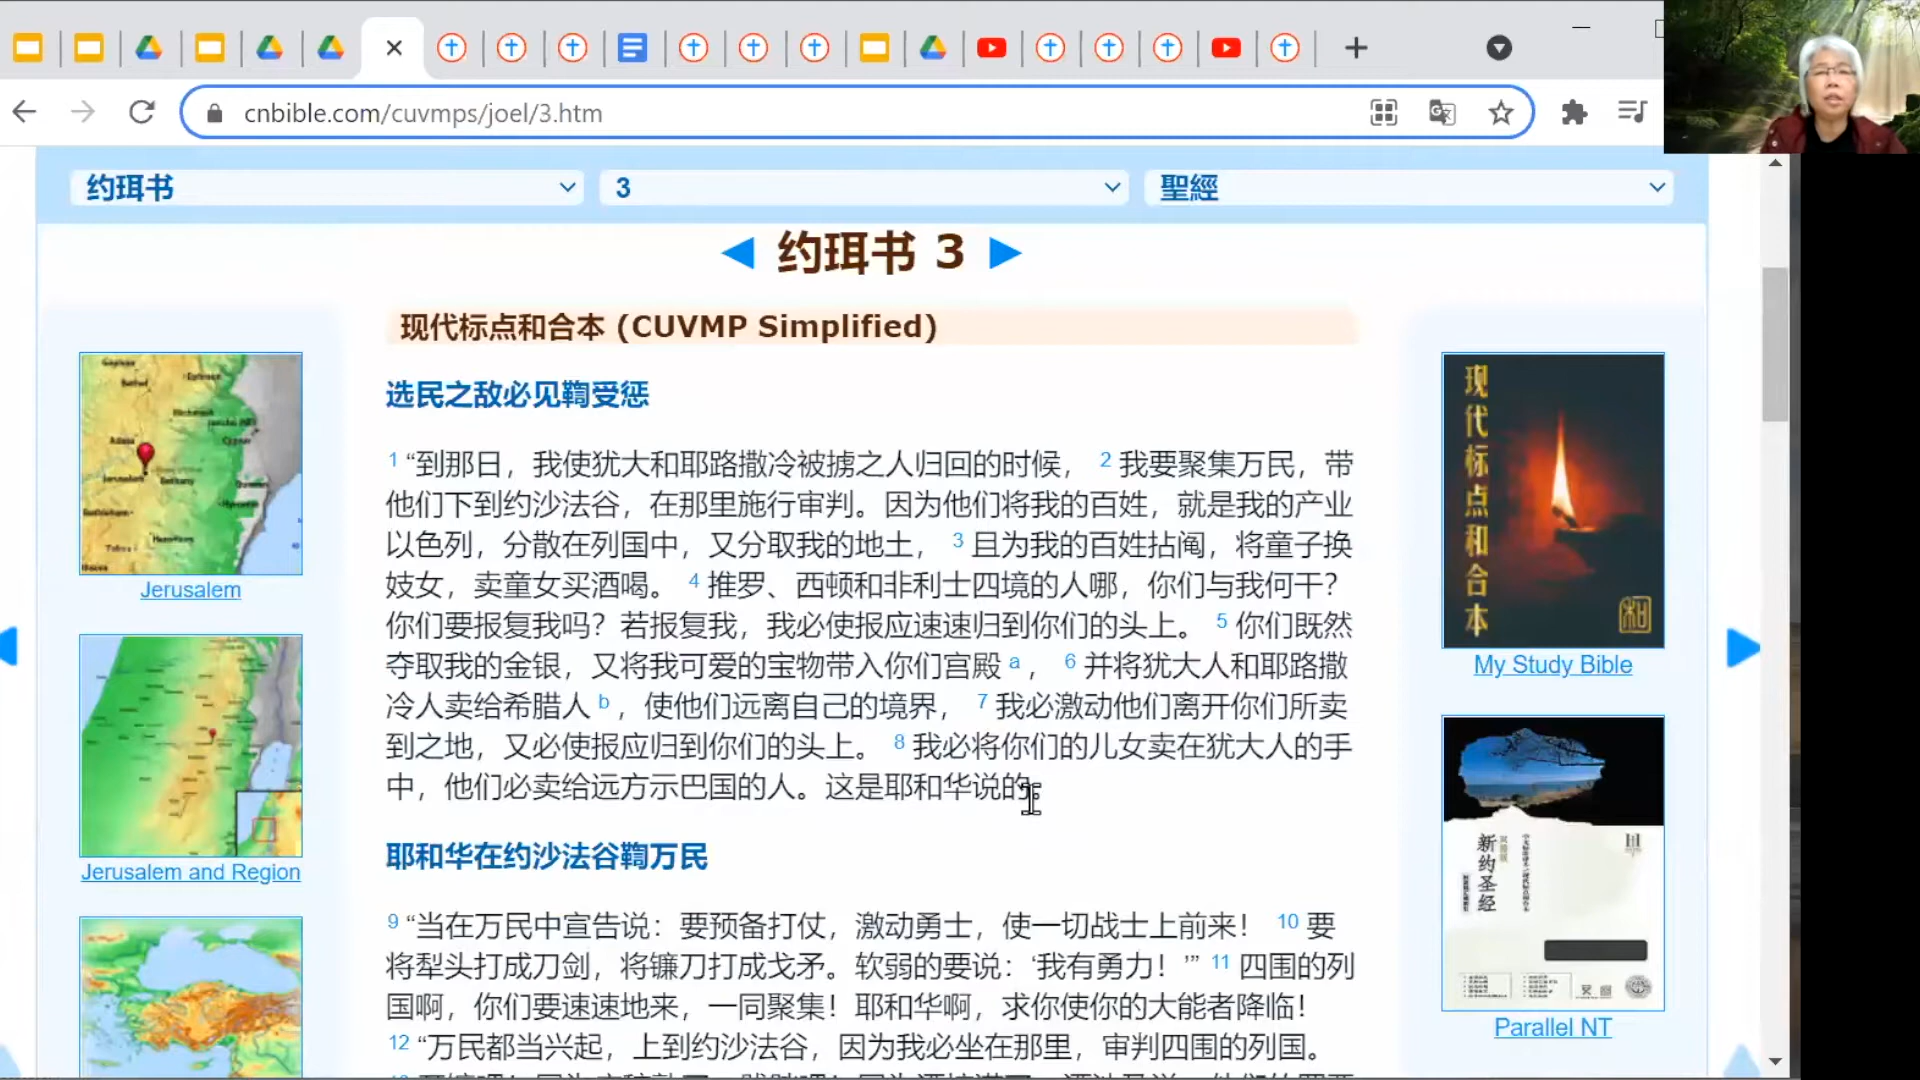 cnbible.com/cuvmps/joel/3.htm
约珥书
3
聖經
约珥书 3
现代标点和合本 (CUVMP Simplified)
选民之敌必见鞫受惩
1 “到那日，我使犹大和耶路撒冷被掳之人归回的时候， 2 我要聚集万民，带
他们下到约沙法谷，在那里施行审判。因为他们将我的百姓，就是我的产业
以色列，分散在列国中，又分取我的地土， 3 且为我的百姓拈阄，将童子换
妓女，卖童女买酒喝。 4 推罗、西顿和非利士四境的人哪，你们与我何干？
你们要报复我吗？若报复我，我必使报应速速归到你们的头上。 5 你们既然
夺取我的金银，又将我可爱的宝物带入你们宫殿 a ， 6 并将犹大人和耶路撒
冷人卖给希腊人 b ，使他们远离自己的境界， 7 我必激动他们离开你们所卖
到之地，又必使报应归到你们的头上。 8 我必将你们的儿女卖在犹大人的手
中，他们必卖给远方示巴国的人。这是耶和华说的
耶和华在约沙法谷鞫万民
9 “当在万民中宣告说：要预备打仗，激动勇士，使一切战士上前来！ 10 要
将犁头打成刀剑，将镰刀打成戈矛。软弱的要说：‘我有勇力！’” 11 四围的列
国啊，你们要速速地来，一同聚集！耶和华啊，求你使你的大能者降临！
12 “万民都当兴起，上到约沙法谷，因为我必坐在那里，审判四围的列国。
Jerusalem
Jerusalem and Region
现代标点和合本
My Study Bible
新约圣经
Parallel NT